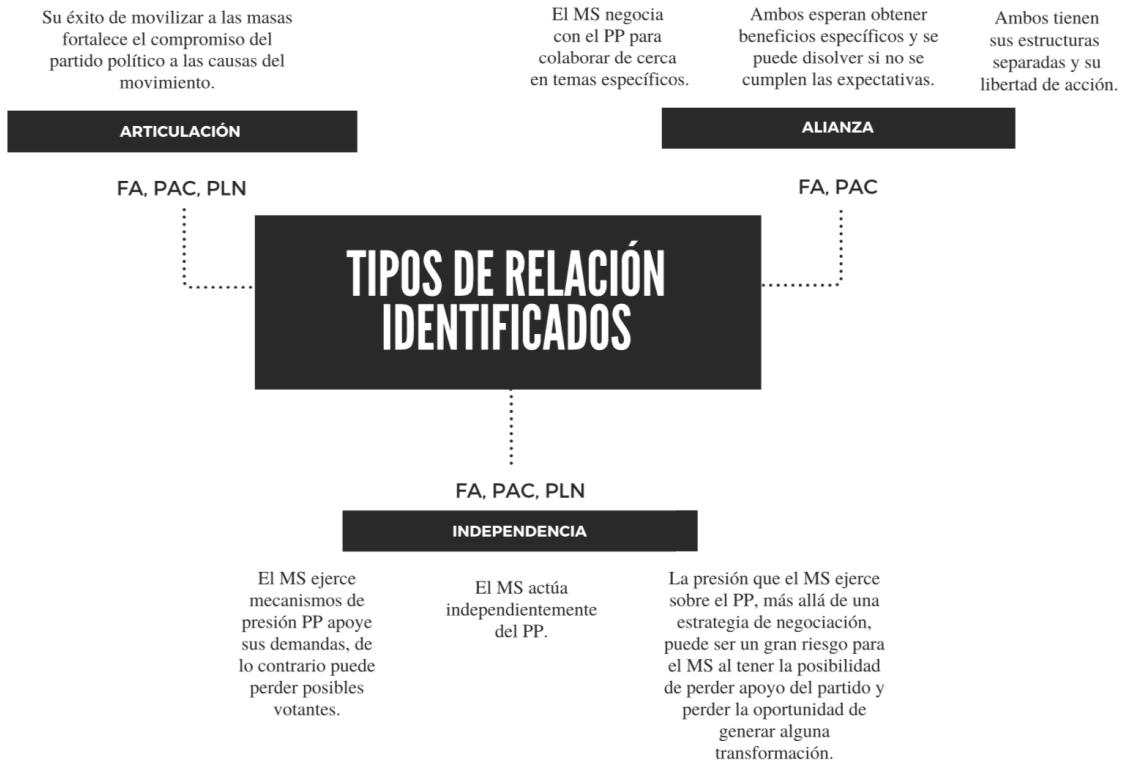 Su éxito de movilizar a las masas
fortalece el compromiso del
partido político a las causas del
movimiento.
ARTICULACIÓN
FA, PAC, PLN
El MS negocia
con el PP para
colaborar de cerca
en temas específicos.
Ambos esperan obtener
beneficios específicos y se
puede disolver si no se
cumplen las expectativas.
Ambos tienen
sus estructuras
separadas y su
libertad de acción.
ALIANZA
FA, PAC
TIPOS DE RELACIÓN
IDENTIFICADOS
FA, PAC, PLN
INDEPENDENCIA
El MS ejerce
mecanismos de
presión PP apoye
sus demandas, de
lo contrario puede
perder posibles
votantes.
El MS actúa
independientemente
del PP.
La presión que el MS ejerce
sobre el PP, más allá de una
estrategia de negociación,
puede ser un gran riesgo para
el MS al tener la posibilidad
de perder apoyo del partido y
perder la oportunidad de
generar alguna
transformación.